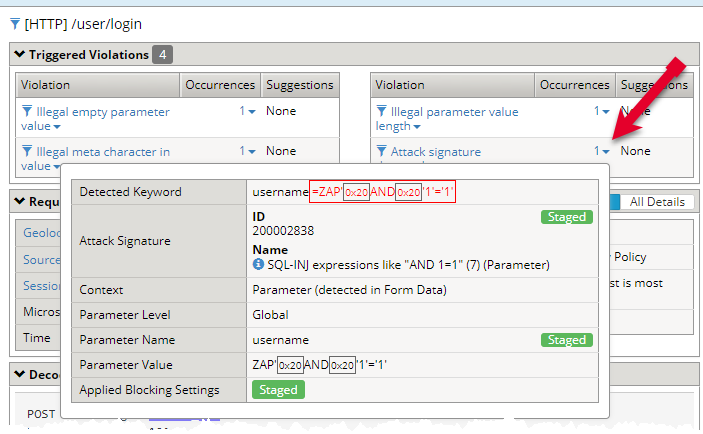 [HTTP] /user/login
Triggered Violations 4
Violation Occurrences Suggestions
Illegal empty parameter value 1 None
Illegal meta character in value 1 None
Violation Occurrences Suggestions
Illegal parameter value length 1 None
Attack signature 1 None
Requ
All Details
Geoloc
Source
Policy
Session
st is most
Micros
Time
Detected Keyword username=ZAP'0x20AND0x20'1'='1'
Attack Signature
ID
Staged
200002838
Name
SQL-INJ expressions like "AND 1=1" (7) (Parameter)
Context Parameter (detected in Form Data)
Parameter Level Global
Parameter Name username Staged
Parameter Value ZAP'0x20AND0x20'1'='1'
Applied Blocking Settings Staged
Deco
POST